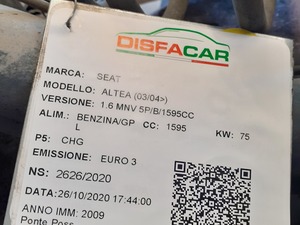 DISFACAR
MARCA: SEAT
MODELLO: ALTEA (03/04>)
VERSIONE: 1.6 MNV 5P/B/1595CC
ALIM.: BENZINA/GP CC: 1595 KW: 75
L
P5: CHG
EMISSIONE: EURO 3
NS: 2626/2020
DATA:26/10/2020 17:44:00
ANNO IMM: 2009
Ponte Pos